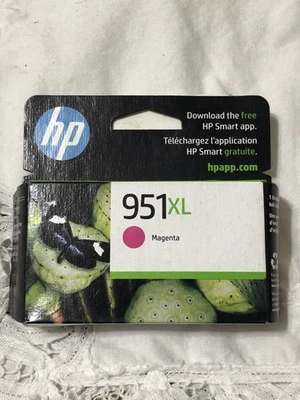 hp
Download the free
HP Smart app.
Téléchargez l'application
HP Smart gratuite.
hpapp.com
951XL
Magenta